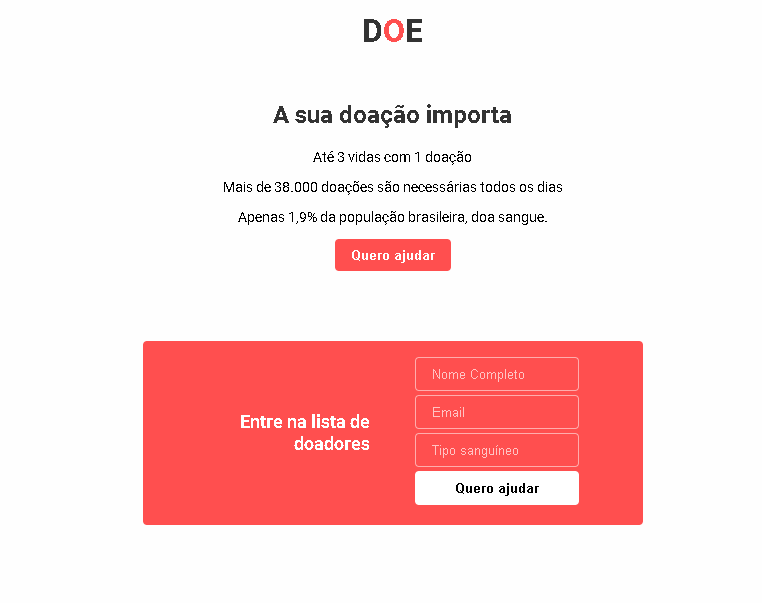 DOE
A sua doação importa
Até 3 vidas com 1 doação
Mais de 38.000 doações são necessárias todos os dias
Apenas 1,9% da população brasileira, doa sangue.
Quero ajudar
Entre na lista de
doadores
Nome Completo
Email
Tipo sanguíneo
Quero ajudar